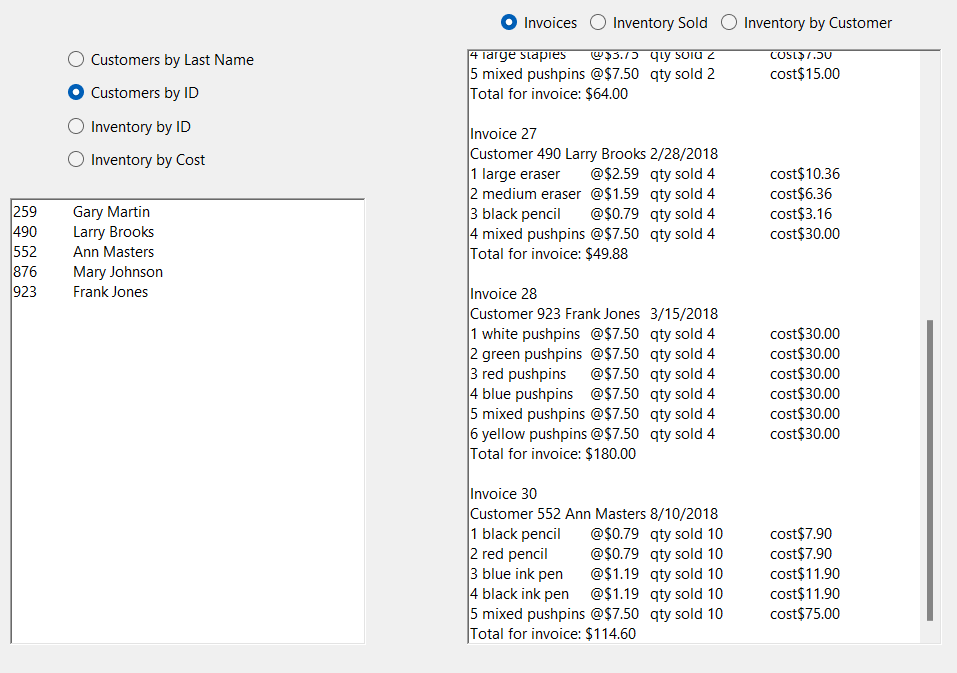 Invoices Inventory Sold Inventory by Customer
Customers by Last Name
Customers by ID
Inventory by ID
Inventory by Cost
259 Gary Martin
490 Larry Brooks
552 Ann Masters
876 Mary Johnson
923 Frank Jones
4 large staples @$3.75 qty sold 2 cost$7.50
5 mixed pushpins @$7.50 qty sold 2 cost$15.00
Total for invoice: $64.00
Invoice 27
Customer 490 Larry Brooks 2/28/2018
1 large eraser @$2.59 qty sold 4 cost$10.36
2 medium eraser @$1.59 qty sold 4 cost$6.36
3 black pencil @$0.79 qty sold 4 cost$3.16
4 mixed pushpins @$7.50 qty sold 4 cost$30.00
Total for invoice: $49.88
Invoice 28
Customer 923 Frank Jones 3/15/2018
1 white pushpins @$7.50 qty sold 4 cost$30.00
2 green pushpins @$7.50 qty sold 4 cost$30.00
3 red pushpins @$7.50 qty sold 4 cost$30.00
4 blue pushpins @$7.50 qty sold 4 cost$30.00
5 mixed pushpins @$7.50 qty sold 4 cost$30.00
6 yellow pushpins @$7.50 qty sold 4 cost$30.00
Total for invoice: $180.00
Invoice 30
Customer 552 Ann Masters 8/10/2018
1 black pencil @$0.79 qty sold 10 cost$7.90
2 red pencil @$0.79 qty sold 10 cost$7.90
3 blue ink pen @$1.19 qty sold 10 cost$11.90
4 black ink pen @$1.19 qty sold 10 cost$11.90
5 mixed pushpins @$7.50 qty sold 10 cost$75.00
Total for invoice: $114.60